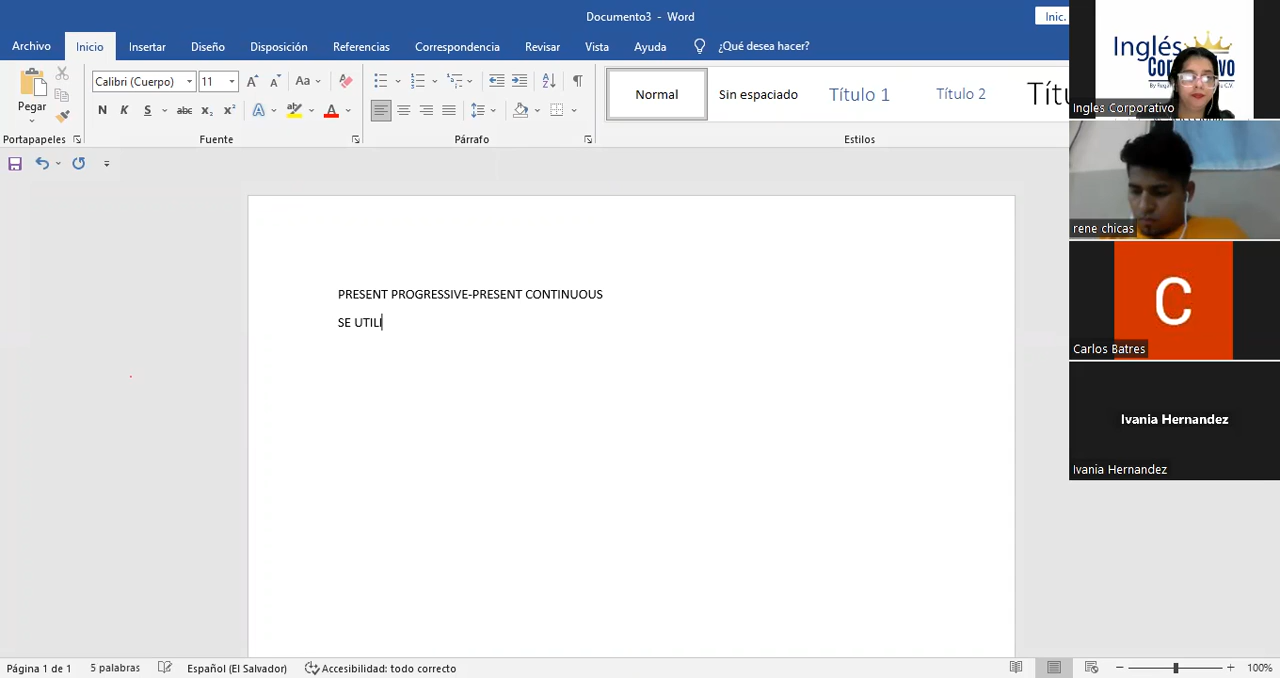 Documento3 - Word
Inic.
Archivo Inicio Insertar Diseño Disposición Referencias Correspondencia Revisar Vista Ayuda ¿Qué desea hacer?
Pegar
Calibri (Cuerpo) 11
Normal Sin espaciado Título 1 Título 2 Títu
Portapapeles Fuente Párrafo Estilos
PRESENT PROGRESSIVE-PRESENT CONTINUOUS
SE UTILI
Página 1 de 1 5 palabras Español (El Salvador) Accesibilidad: todo correcto 100%
Inglés
Corporativo
Ingles Corporativo
rene chicas
C
Carlos Batres
Ivania Hernandez
Ivania Hernandez